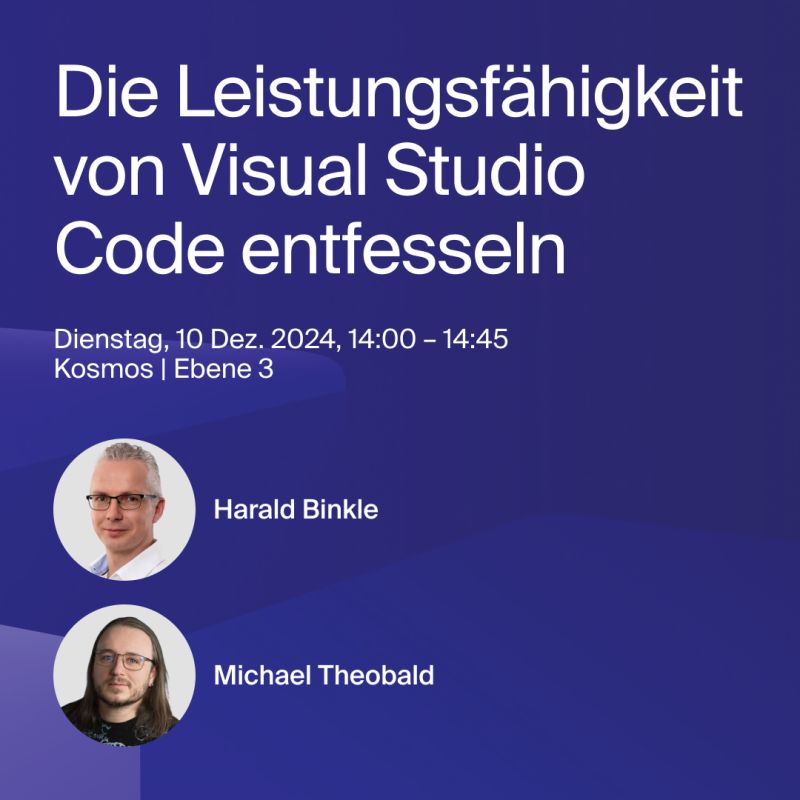 Die Leistungsfähigkeit
von Visual Studio
Code entfesseln
Dienstag, 10 Dez. 2024, 14:00 – 14:45
Kosmos | Ebene 3
Harald Binkle
Michael Theobald